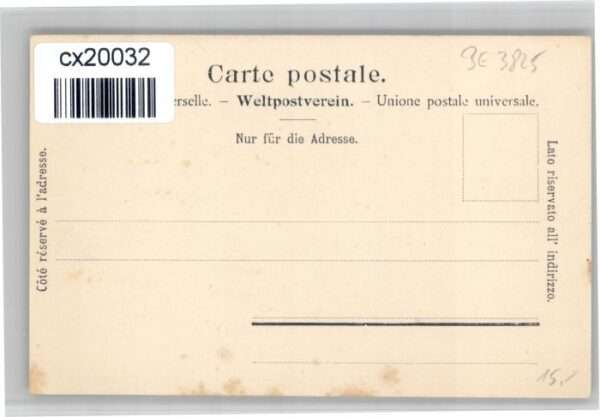 cx20032
BE 3825
Carte postale.
erselle. – Weltpostverein. – Unione postale universale.
Nur für die Adresse.
Côté réservé à l'adresse.
Lato riservato all' indirizzo.
15,-